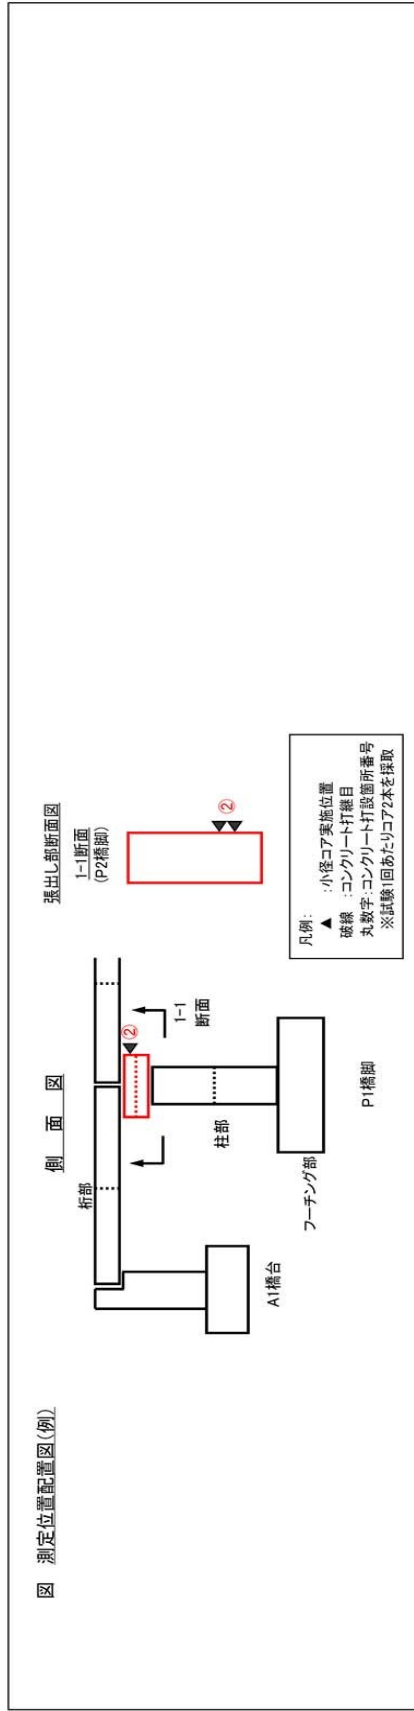 図 測定位置配置図(例)
側 面 図
桁部
②
1-1
断面
柱部
フーチング部
A1橋台
P1橋脚
張出し部断面図
1-1断面
(P2橋脚)
②
凡例:
▲ :小径コア実施位置
破線 :コンクリート打継目
丸数字:コンクリート打設箇所番号
※試験1回あたりコア2本を採取